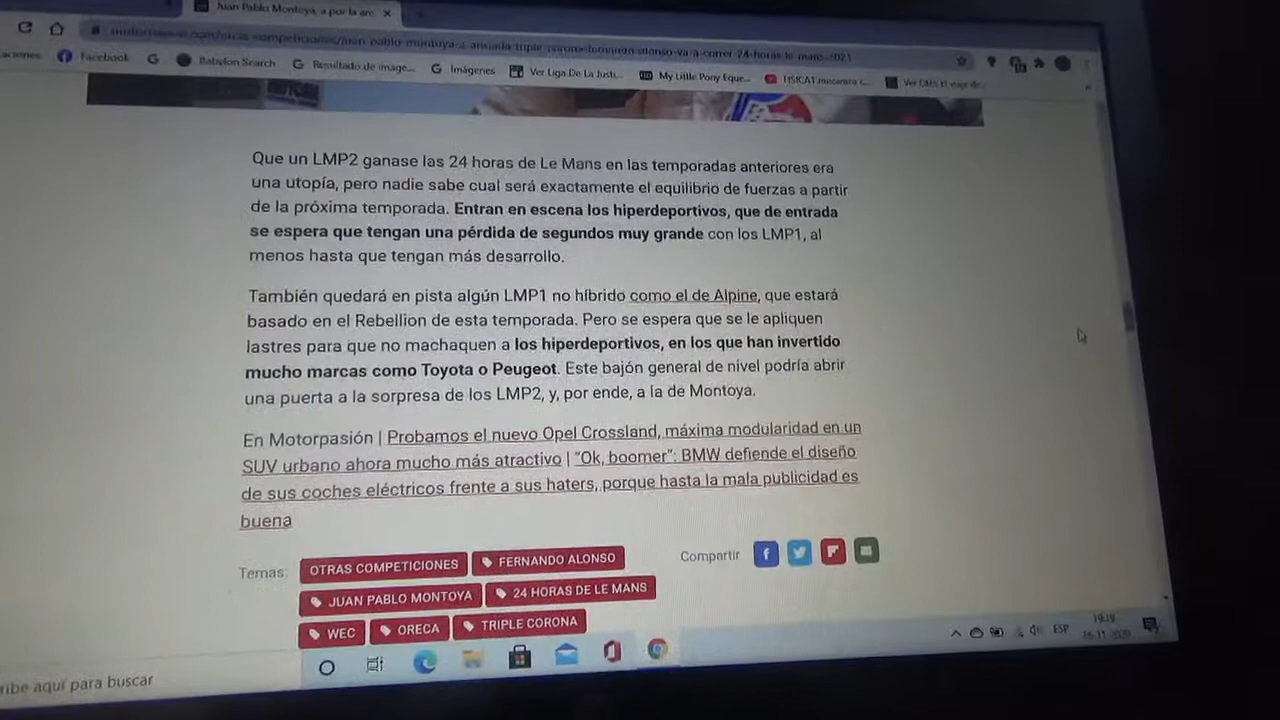 Juan Pablo Montoya, a por la am
Facebook
Babylon Search
Resultado de image...
Imágenes
Ver Liga De La Justi...
My Little Pony Eque...
Que un LMP2 ganase las 24 horas de Le Mans en las temporadas anteriores era
una utopía, pero nadie sabe cual será exactamente el equilibrio de fuerzas a partir
de la próxima temporada. Entran en escena los hiperdeportivos, que de entrada
se espera que tengan una pérdida de segundos muy grande con los LMP1, al
menos hasta que tengan más desarrollo.
También quedará en pista algún LMP1 no híbrido como el de Alpine, que estará
basado en el Rebellion de esta temporada. Pero se espera que se le apliquen
lastres para que no machaquen a los hiperdeportivos, en los que han invertido
mucho marcas como Toyota o Peugeot. Este bajón general de nivel podría abrir
una puerta a la sorpresa de los LMP2, y, por ende, a la de Montoya.
En Motorpasión | Probamos el nuevo Opel Crossland, máxima modularidad en un
SUV urbano ahora mucho más atractivo | "Ok, boomer": BMW defiende el diseño
de sus coches eléctricos frente a sus haters, porque hasta la mala publicidad es
buena
Temas:
OTRAS COMPETICIONES
FERNANDO ALONSO
JUAN PABLO MONTOYA
24 HORAS DE LE MANS
WEC
ORECA
TRIPLE CORONA
Compartir
ribe aquí para buscar
ESP
19:19
16-11-2020